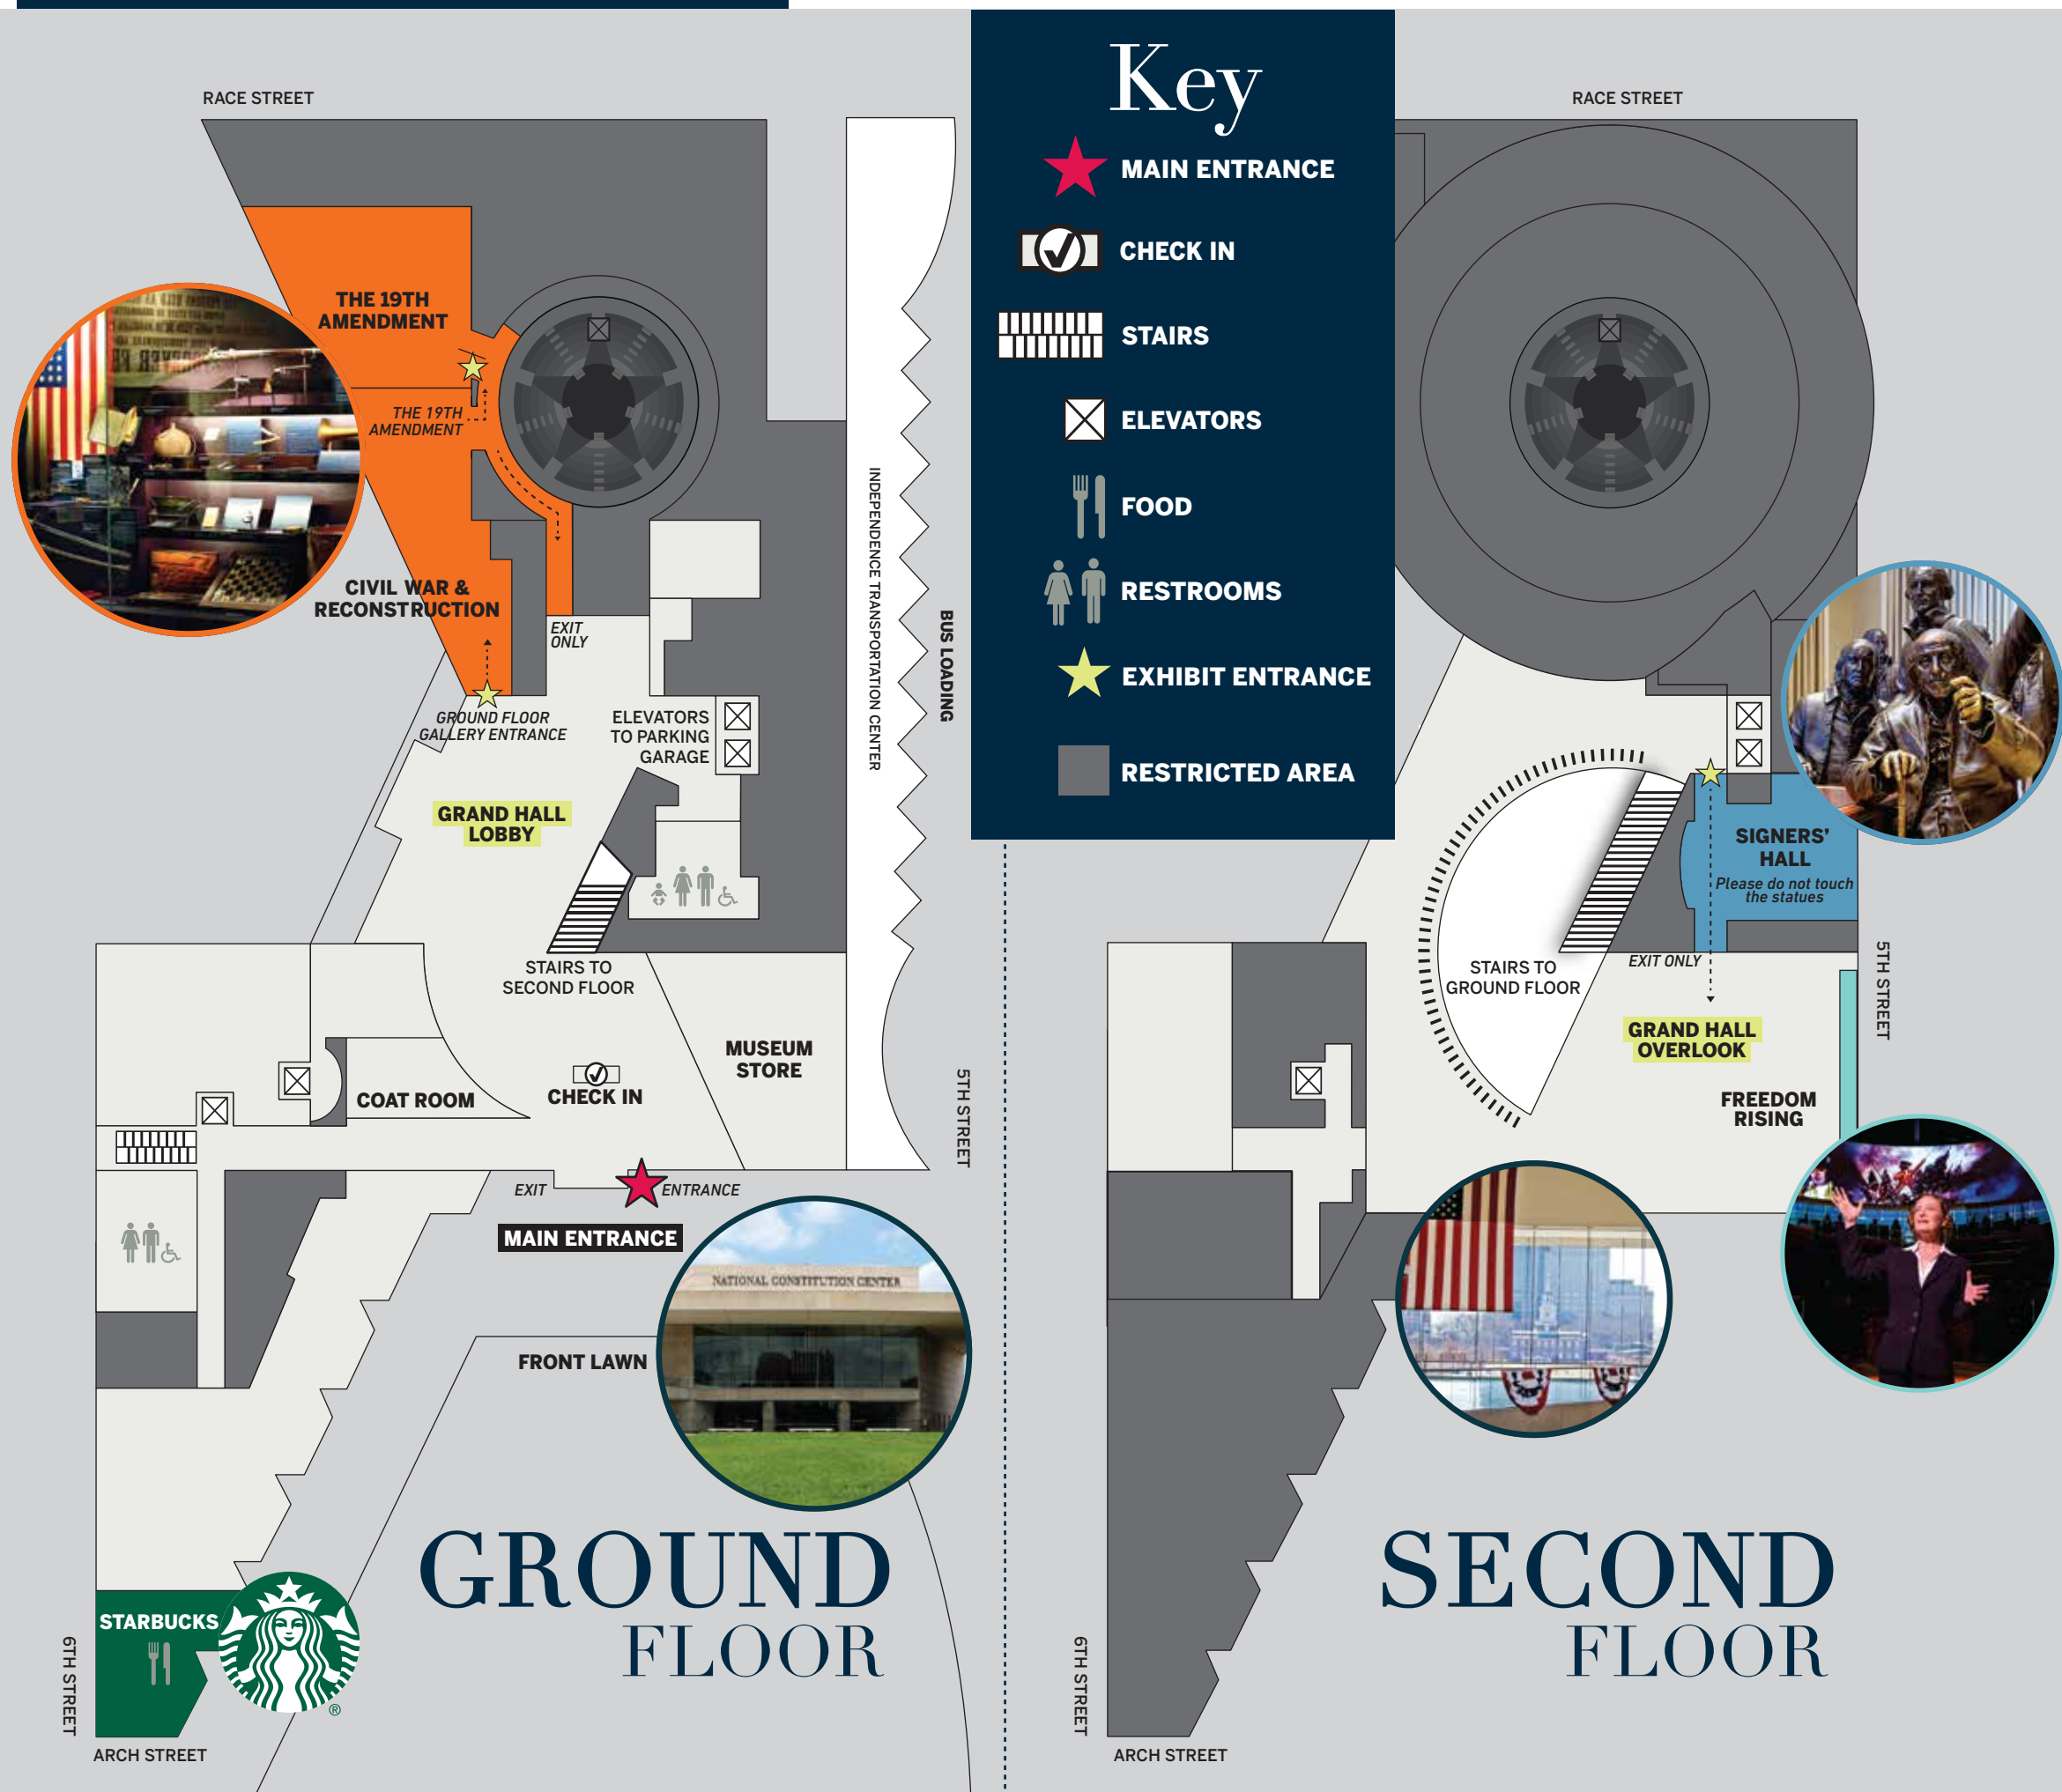 RACE STREET
THE 19TH
AMENDMENT
THE 19TH
AMENDMENT
CIVIL WAR &
RECONSTRUCTION
EXIT
ONLY
GROUND FLOOR
GALLERY ENTRANCE
ELEVATORS
TO PARKING
GARAGE
GRAND HALL
LOBBY
INDEPENDENCE TRANSPORTATION CENTER
BUS LOADING
STAIRS TO
SECOND FLOOR
MUSEUM
STORE
COAT ROOM
CHECK IN
5TH STREET
EXIT
ENTRANCE
MAIN ENTRANCE
NATIONAL CONSTITUTION CENTER
FRONT LAWN
GROUND
FLOOR
STARBUCKS
®
6TH STREET
ARCH STREET
Key
MAIN ENTRANCE
CHECK IN
STAIRS
ELEVATORS
FOOD
RESTROOMS
EXHIBIT ENTRANCE
RESTRICTED AREA
RACE STREET
SIGNERS'
HALL
Please do not touch
the statues
EXIT ONLY
STAIRS TO
GROUND FLOOR
5TH STREET
GRAND HALL
OVERLOOK
FREEDOM
RISING
SECOND
FLOOR
6TH STREET
ARCH STREET